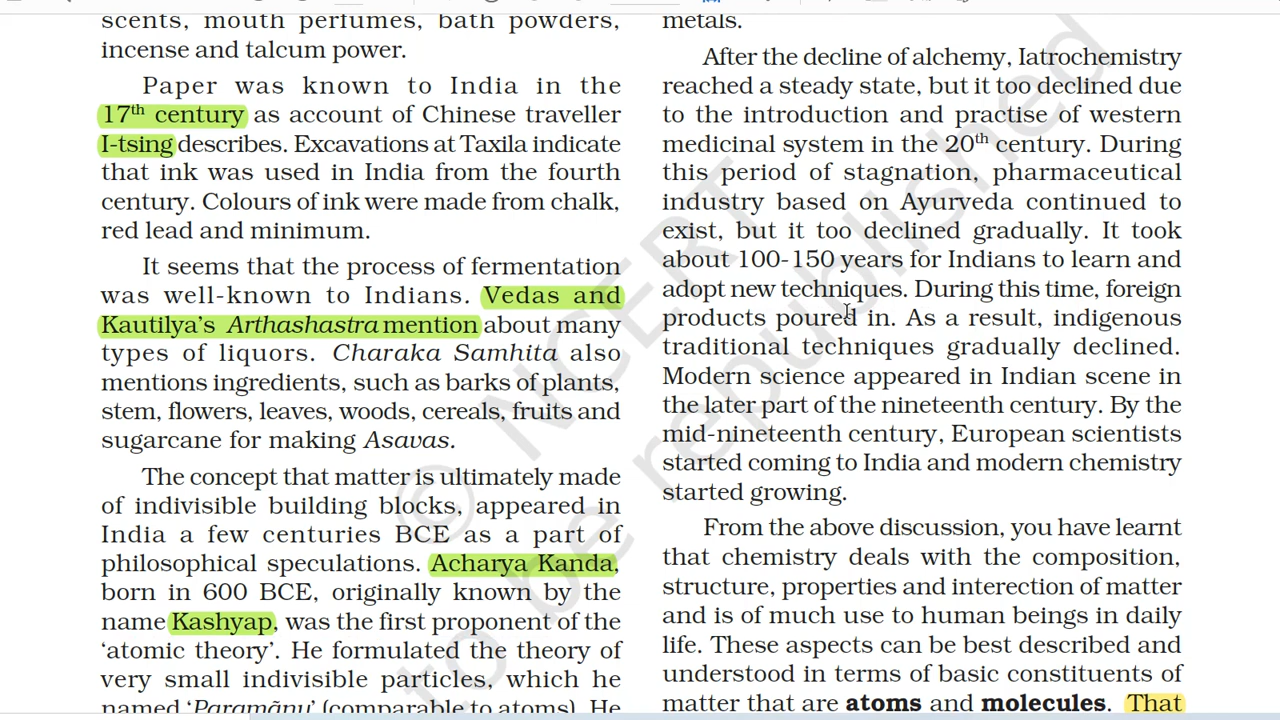 scents, mouth perfumes, bath powders,
incense and talcum power.
Paper was known to India in the
17th century as account of Chinese traveller
I-tsing describes. Excavations at Taxila indicate
that ink was used in India from the fourth
century. Colours of ink were made from chalk,
red lead and minimum.
It seems that the process of fermentation
was well-known to Indians. Vedas and
Kautilya's Arthashastra mention about many
types of liquors. Charaka Samhita also
mentions ingredients, such as barks of plants,
stem, flowers, leaves, woods, cereals, fruits and
sugarcane for making Asavas.
The concept that matter is ultimately made
of indivisible building blocks, appeared in
India a few centuries BCE as a part of
philosophical speculations. Acharya Kanda,
born in 600 BCE, originally known by the
name Kashyap, was the first proponent of the
‘atomic theory’. He formulated the theory of
very small indivisible particles, which he
named ‘Paramãnu’ (comparable to atoms). He
metals.
After the decline of alchemy, Iatrochemistry
reached a steady state, but it too declined due
to the introduction and practise of western
medicinal system in the 20th century. During
this period of stagnation, pharmaceutical
industry based on Ayurveda continued to
exist, but it too declined gradually. It took
about 100-150 years for Indians to learn and
adopt new techniques. During this time, foreign
products poured in. As a result, indigenous
traditional techniques gradually declined.
Modern science appeared in Indian scene in
the later part of the nineteenth century. By the
mid-nineteenth century, European scientists
started coming to India and modern chemistry
started growing.
From the above discussion, you have learnt
that chemistry deals with the composition,
structure, properties and interection of matter
and is of much use to human beings in daily
life. These aspects can be best described and
understood in terms of basic constituents of
matter that are atoms and molecules. That
© NCERT
to be republished